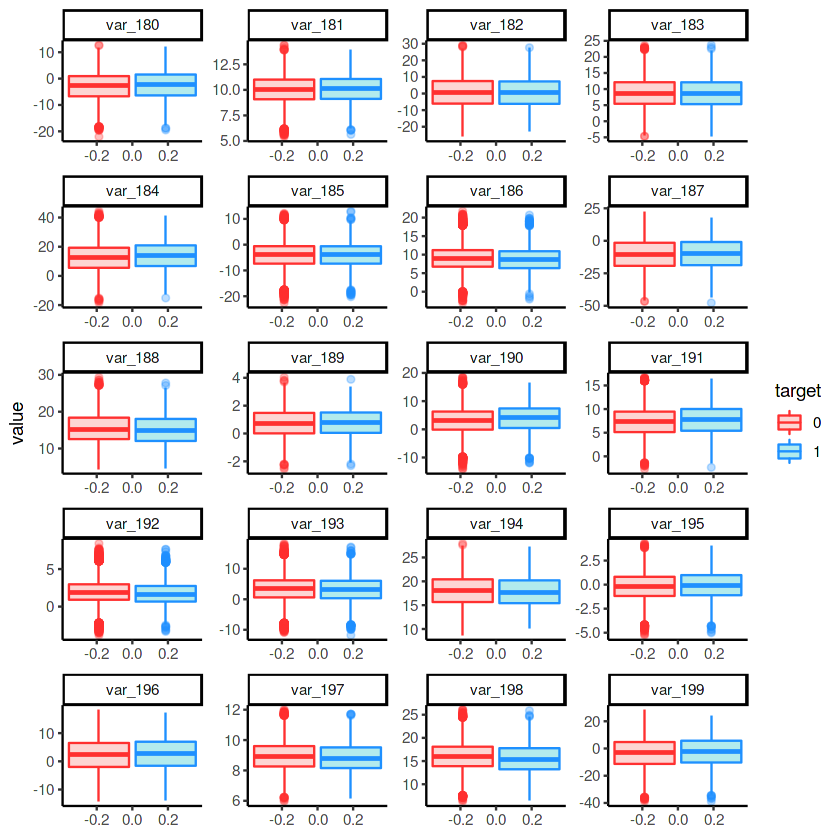 var_180 var_181 var_182 var_183
10 12.5 30 25
0 20 20
10.0 10 15
-10 7.5 0 10
-10 5
-20 5.0 -20 0
-5
-0.2 0.0 0.2 -0.2 0.0 0.2 -0.2 0.0 0.2 -0.2 0.0 0.2
var_184 var_185 var_186 var_187
40 10 20 25
20 0 15 0
0 -10 10 -25
-20 -20 5 -50
0
-0.2 0.0 0.2 -0.2 0.0 0.2 -0.2 0.0 0.2 -0.2 0.0 0.2
var_188 var_189 var_190 var_191
30 4 20 15
20 2 10 10
10 0 0 5
-2 -10 0
-0.2 0.0 0.2 -0.2 0.0 0.2 -0.2 0.0 0.2 -0.2 0.0 0.2
var_192 var_193 var_194 var_195
5 10 25 2.5
0 0 20 0.0
-10 15 -2.5
10 -5.0
-0.2 0.0 0.2 -0.2 0.0 0.2 -0.2 0.0 0.2 -0.2 0.0 0.2
var_196 var_197 var_198 var_199
10 12 25 20
0 10 20 0
-10 8 15 -20
6 10 -40
-0.2 0.0 0.2 -0.2 0.0 0.2 -0.2 0.0 0.2 -0.2 0.0 0.2
value
target
0
1